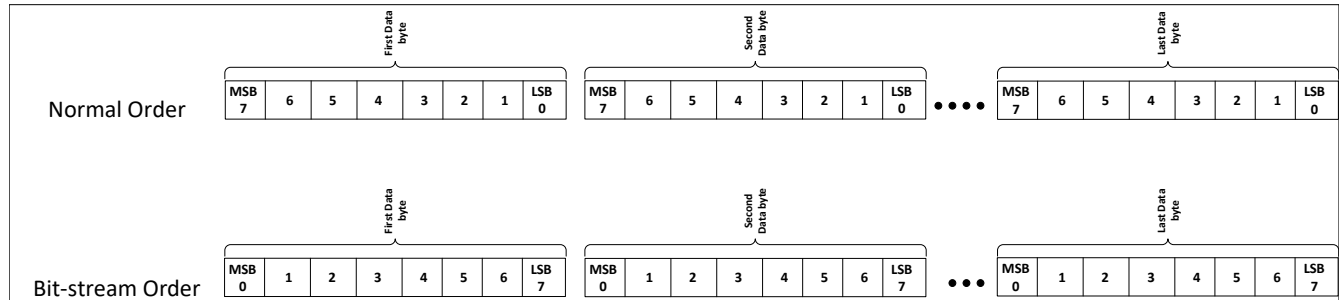 First Data
byte
Second
Data byte
Last Data
byte
Normal Order
MSB
7 6 5 4 3 2 1 LSB
0
MSB
7 6 5 4 3 2 1 LSB
0
MSB
7 6 5 4 3 2 1 LSB
0
First Data
byte
Second
Data byte
Last Data
byte
Bit-stream Order
MSB
0 1 2 3 4 5 6 LSB
7
MSB
0 1 2 3 4 5 6 LSB
7
MSB
0 1 2 3 4 5 6 LSB
7